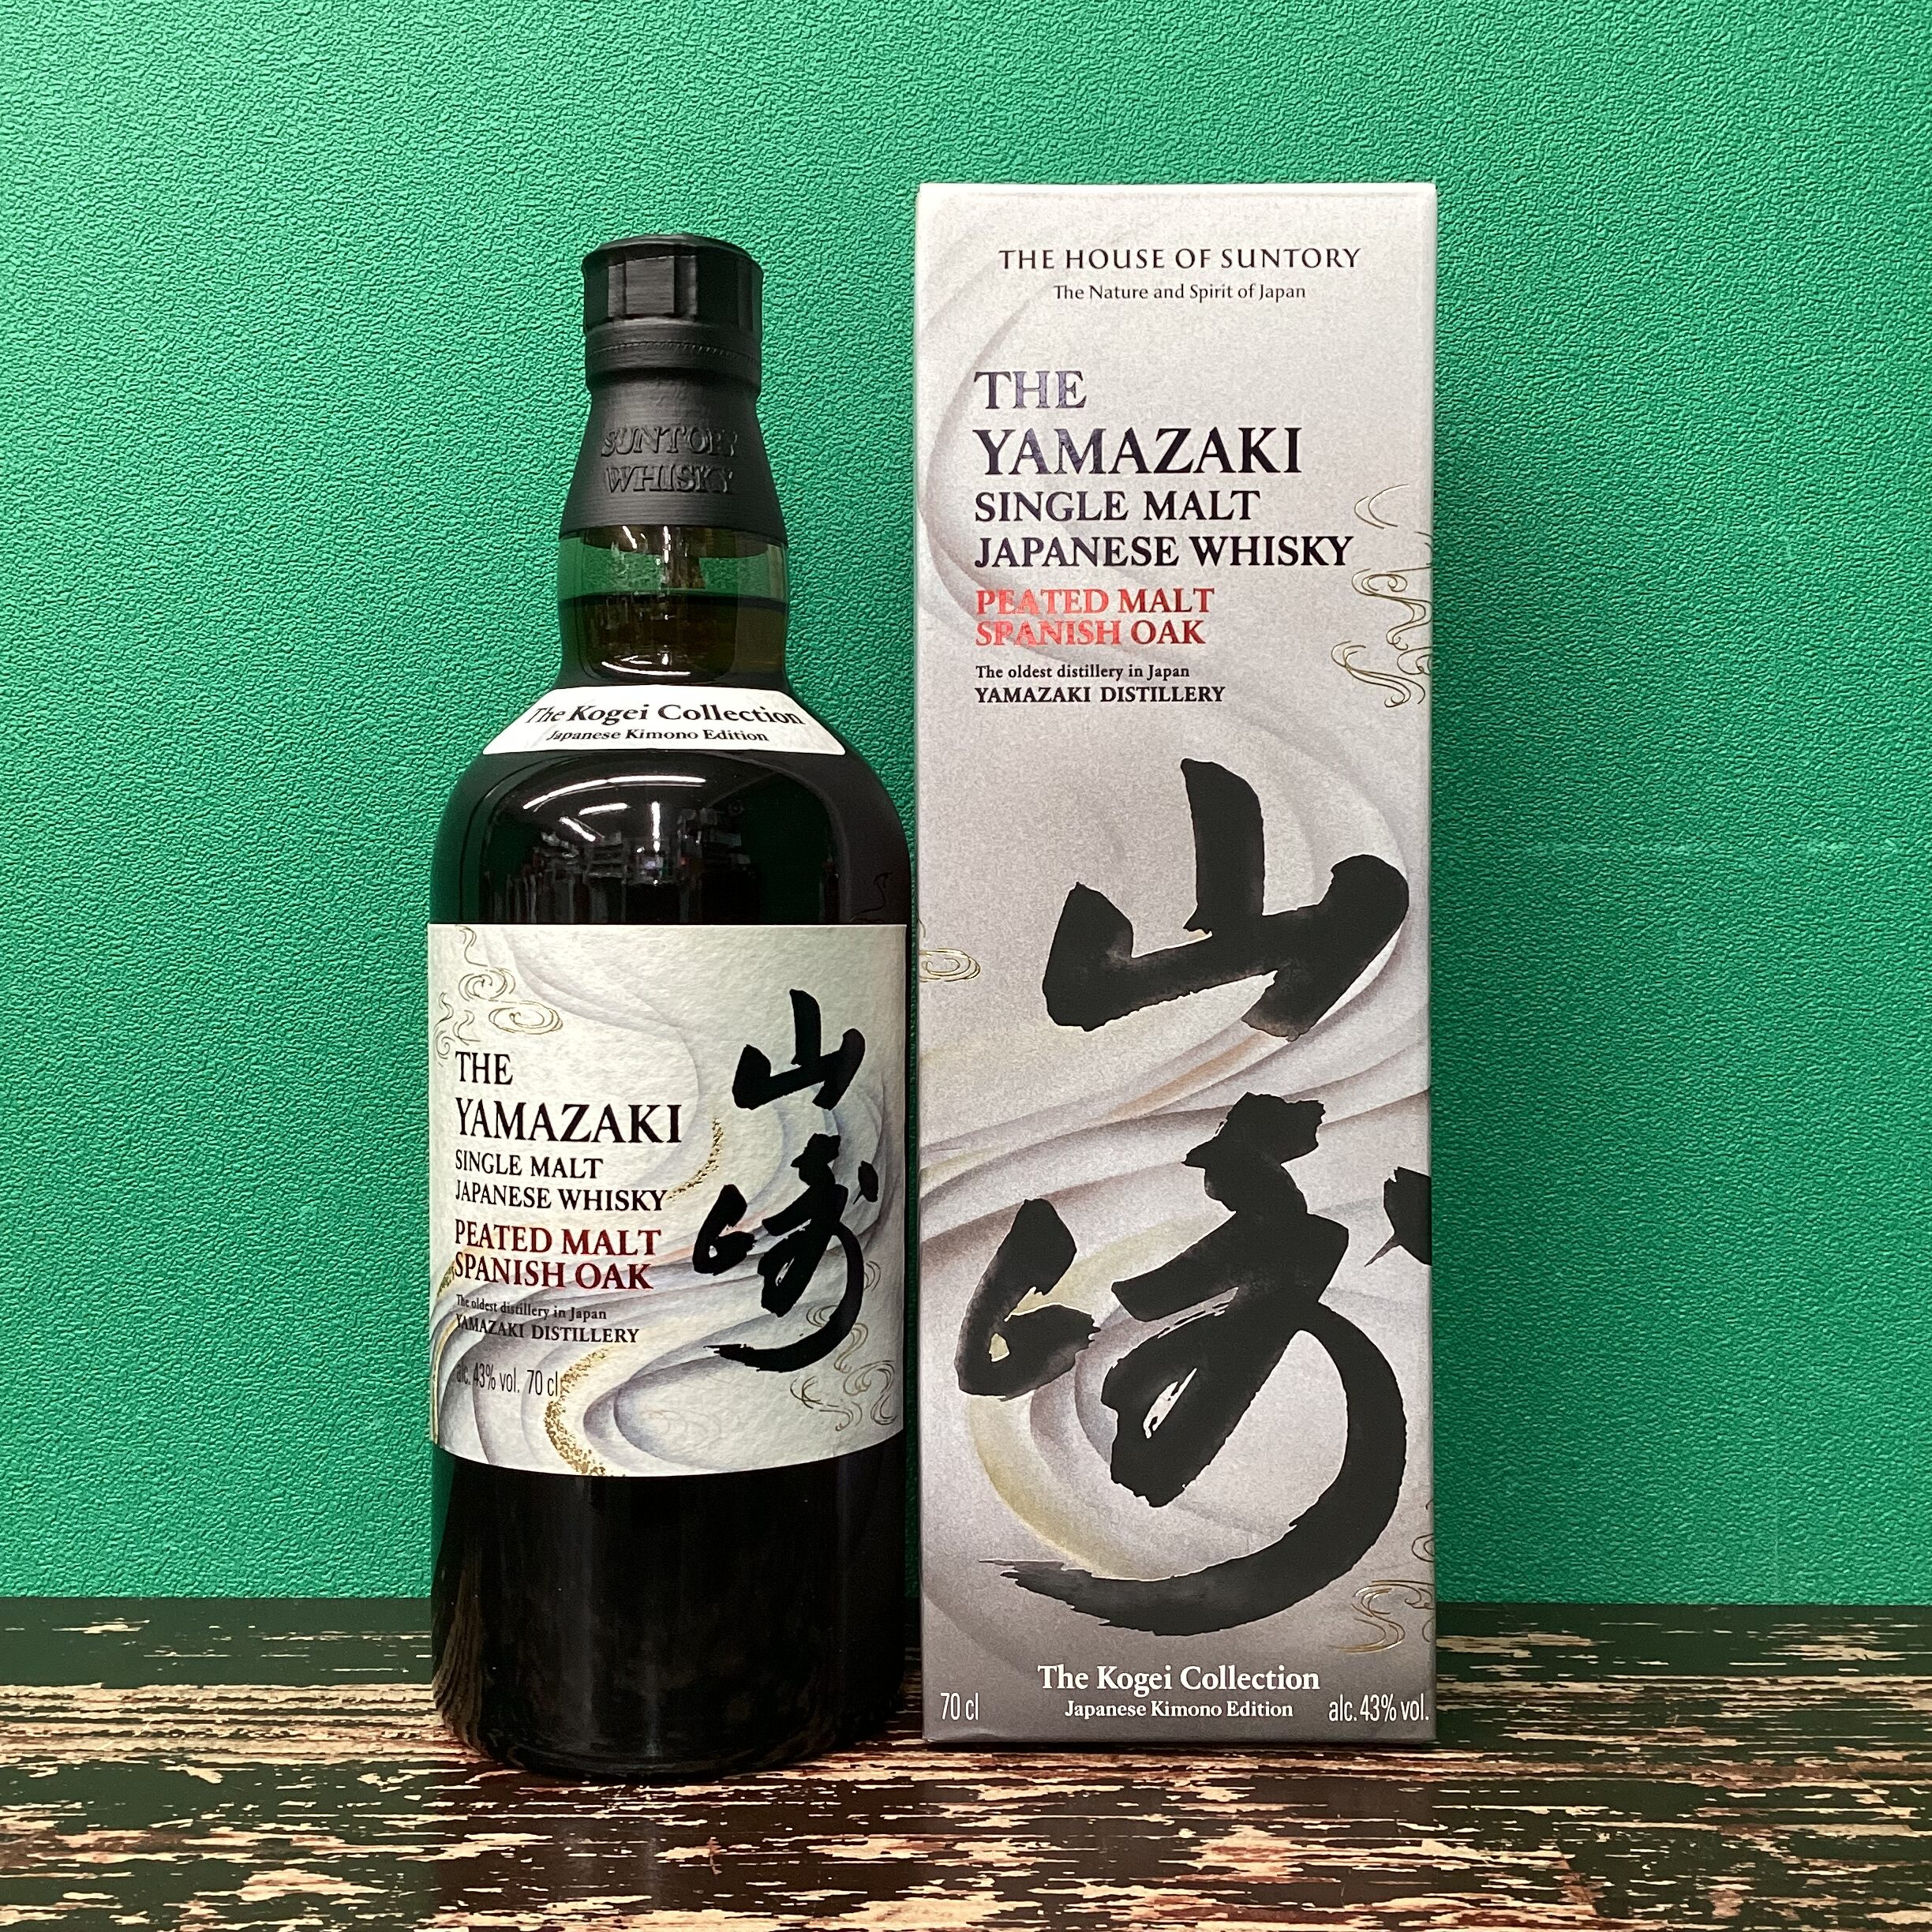 SUNTORY
WHISKY
The Kogei Collection
Japanese Kimono Edition
THE
YAMAZAKI
SINGLE MALT
JAPANESE WHISKY
PEATED MALT
SPANISH OAK
The oldest distillery in Japan
YAMAZAKI DISTILLERY
alc. 43% vol. 70 cl
山
崎
THE HOUSE OF SUNTORY
The Nature and Spirit of Japan
THE
YAMAZAKI
SINGLE MALT
JAPANESE WHISKY
PEATED MALT
SPANISH OAK
The oldest distillery in Japan
YAMAZAKI DISTILLERY
山
崎
The Kogei Collection
70 cl Japanese Kimono Edition alc. 43% vol.